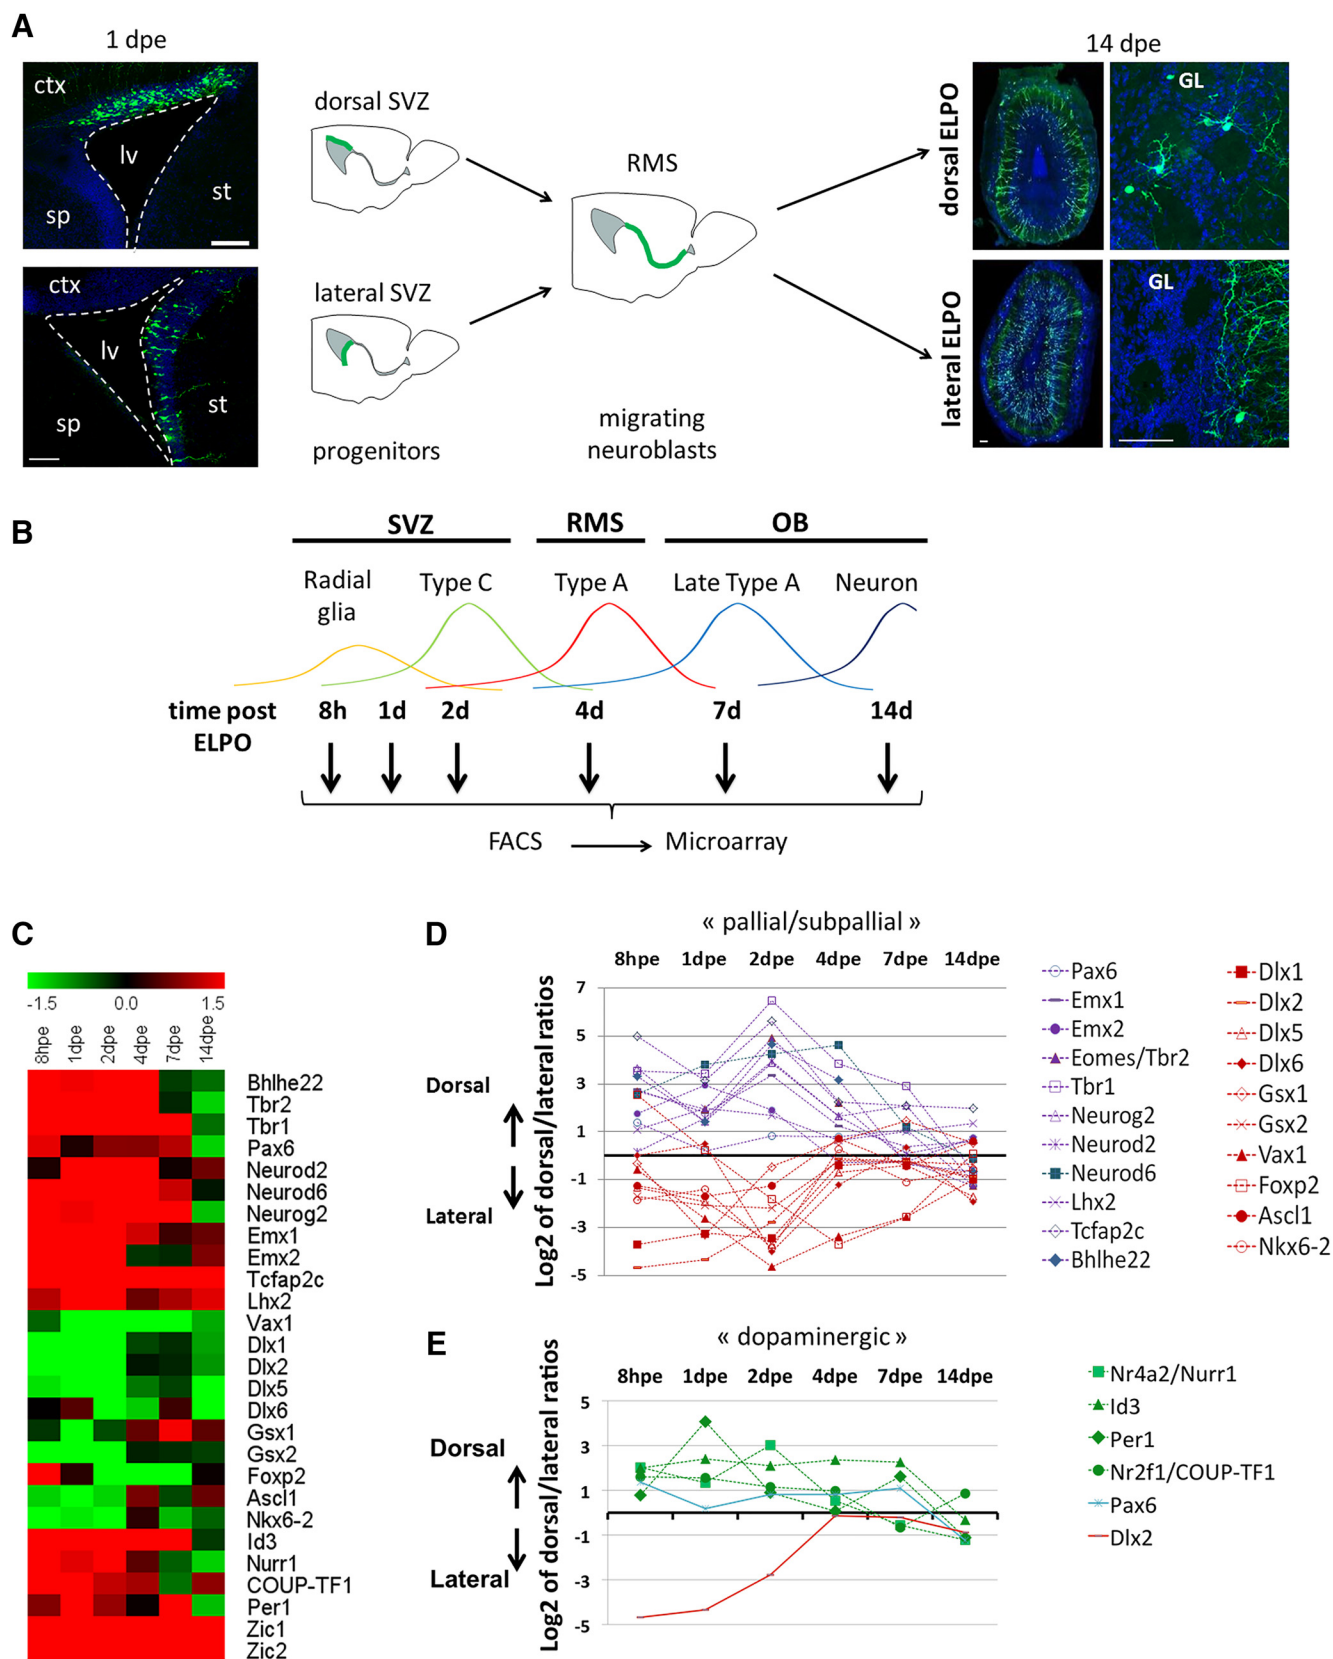 A
1 dpe
14 dpe
ctx
lv
st
sp
ctx
lv
st
sp
dorsal SVZ
lateral SVZ
progenitors
RMS
migrating
neuroblasts
dorsal ELPO
lateral ELPO
GL
GL
B
SVZ
RMS
OB
Radial
glia
Type C
Type A
Late Type A
Neuron
time post
ELPO
8h
1d
2d
4d
7d
14d
FACS
Microarray
C
-1.5
0.0
1.5
8hpe
1dpe
2dpe
4dpe
7dpe
14dpe
Bhlhe22
Tbr2
Tbr1
Pax6
Neurod2
Neurod6
Neurog2
Emx1
Emx2
Tcfap2c
Lhx2
Vax1
Dlx1
Dlx2
Dlx5
Dlx6
Gsx1
Gsx2
Foxp2
Ascl1
Nkx6-2
Id3
Nurr1
COUP-TF1
Per1
Zic1
Zic2
D
« pallial/subpallial »
8hpe
1dpe
2dpe
4dpe
7dpe
14dpe
Dorsal
Lateral
Log2 of dorsal/lateral ratios
7
5
3
1
-1
-3
-5
Pax6
Emx1
Emx2
Eomes/Tbr2
Tbr1
Neurog2
Neurod2
Neurod6
Lhx2
Tcfap2c
Bhlhe22
Dlx1
Dlx2
Dlx5
Dlx6
Gsx1
Gsx2
Vax1
Foxp2
Ascl1
Nkx6-2
E
« dopaminergic »
8hpe
1dpe
2dpe
4dpe
7dpe
14dpe
Dorsal
Lateral
Log2 of dorsal/lateral ratios
5
3
1
-1
-3
-5
Nr4a2/Nurr1
Id3
Per1
Nr2f1/COUP-TF1
Pax6
Dlx2